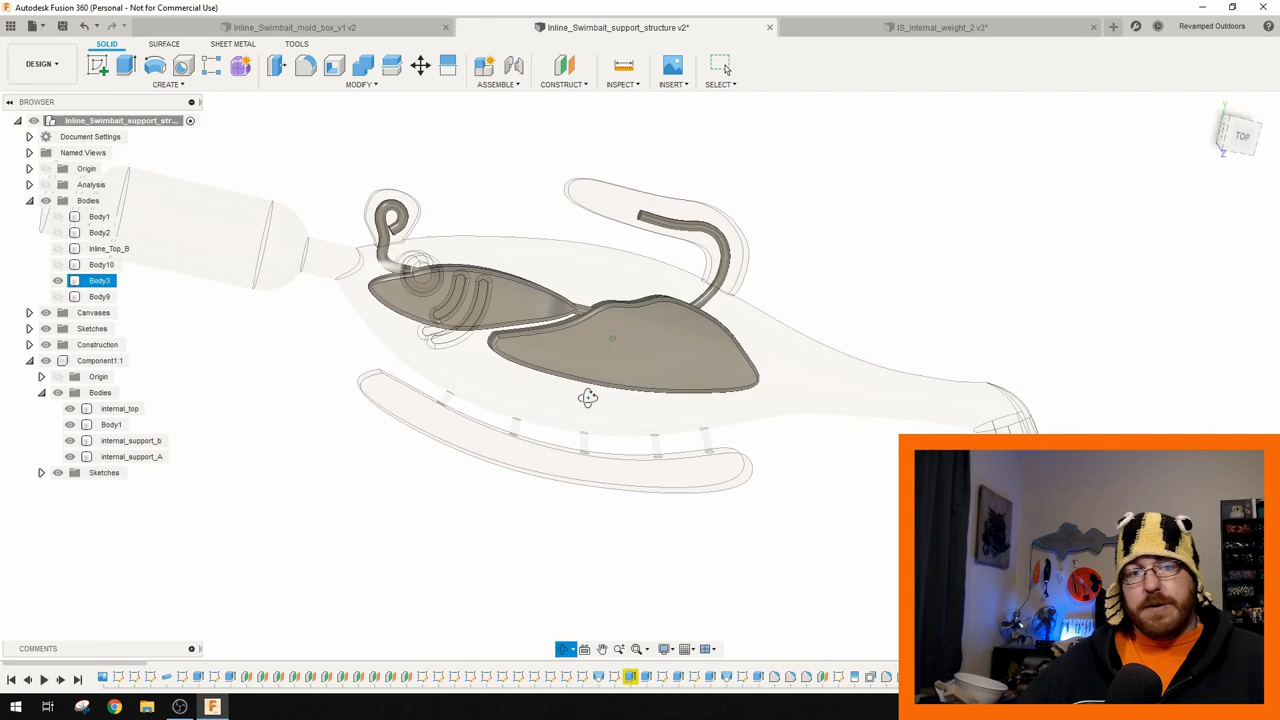 Autodesk Fusion 360 (Personal - Not for Commercial Use)
Inline_Swimbait_mold_box_v1 v2
Inline_Swimbait_support_structure v2*
IS_internal_weight_2 v3*
Revamped Outdoors
SOLID SURFACE SHEET METAL TOOLS
DESIGN
CREATE MODIFY ASSEMBLE CONSTRUCT INSPECT INSERT SELECT
BROWSER
Inline_Swimbait_support_str...
Document Settings
Named Views
Origin
Analysis
Bodies
Body1
Body2
Inline_Top_B
Body10
Body3
Body9
Canvases
Sketches
Construction
Component1:1
Origin
Bodies
internal_top
Body1
internal_support_b
internal_support_A
Sketches
Y
TOP
Z
COMMENTS